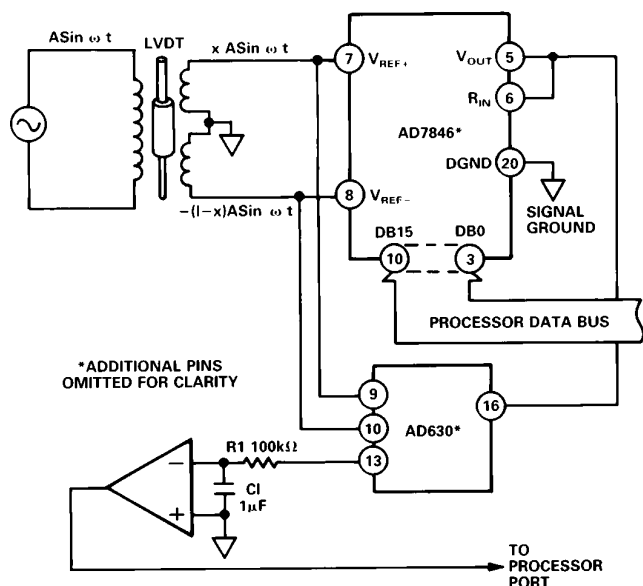 ASin ω t
LVDT
x ASin ω t
7
VREF+
VOUT
5
RIN
6
AD7846*
DGND
20
SIGNAL
GROUND
–(l–x)ASin ω t
8
VREF–
DB15
DB0
10
3
PROCESSOR DATA BUS
*ADDITIONAL PINS
OMITTED FOR CLARITY
9
10
13
AD630*
16
R1 100kΩ
Cl
1μF
–
+
TO
PROCESSOR
PORT